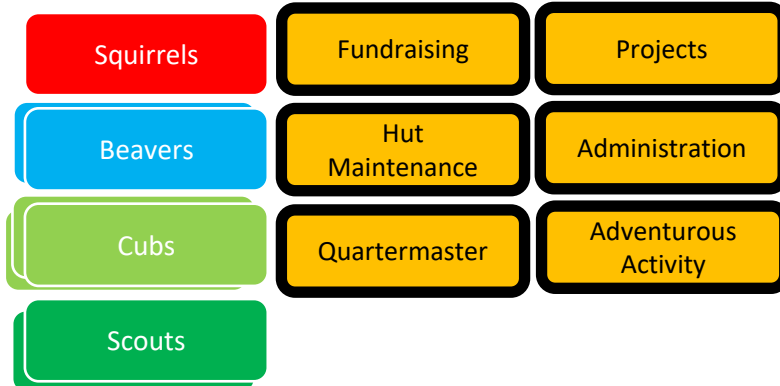 Squirrels
Fundraising
Projects
Beavers
Hut
Maintenance
Administration
Cubs
Quartermaster
Adventurous
Activity
Scouts